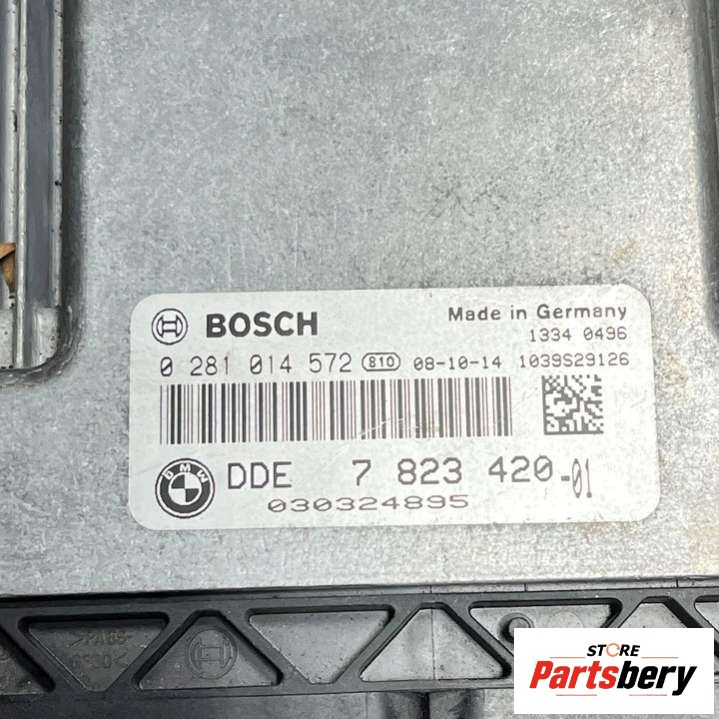 BOSCH
Made in Germany
1334 0496
0 281 014 572 810 08-10-14 1039S29126
BMW
DDE 7 823 420-01
030324895
STORE
Partsbery